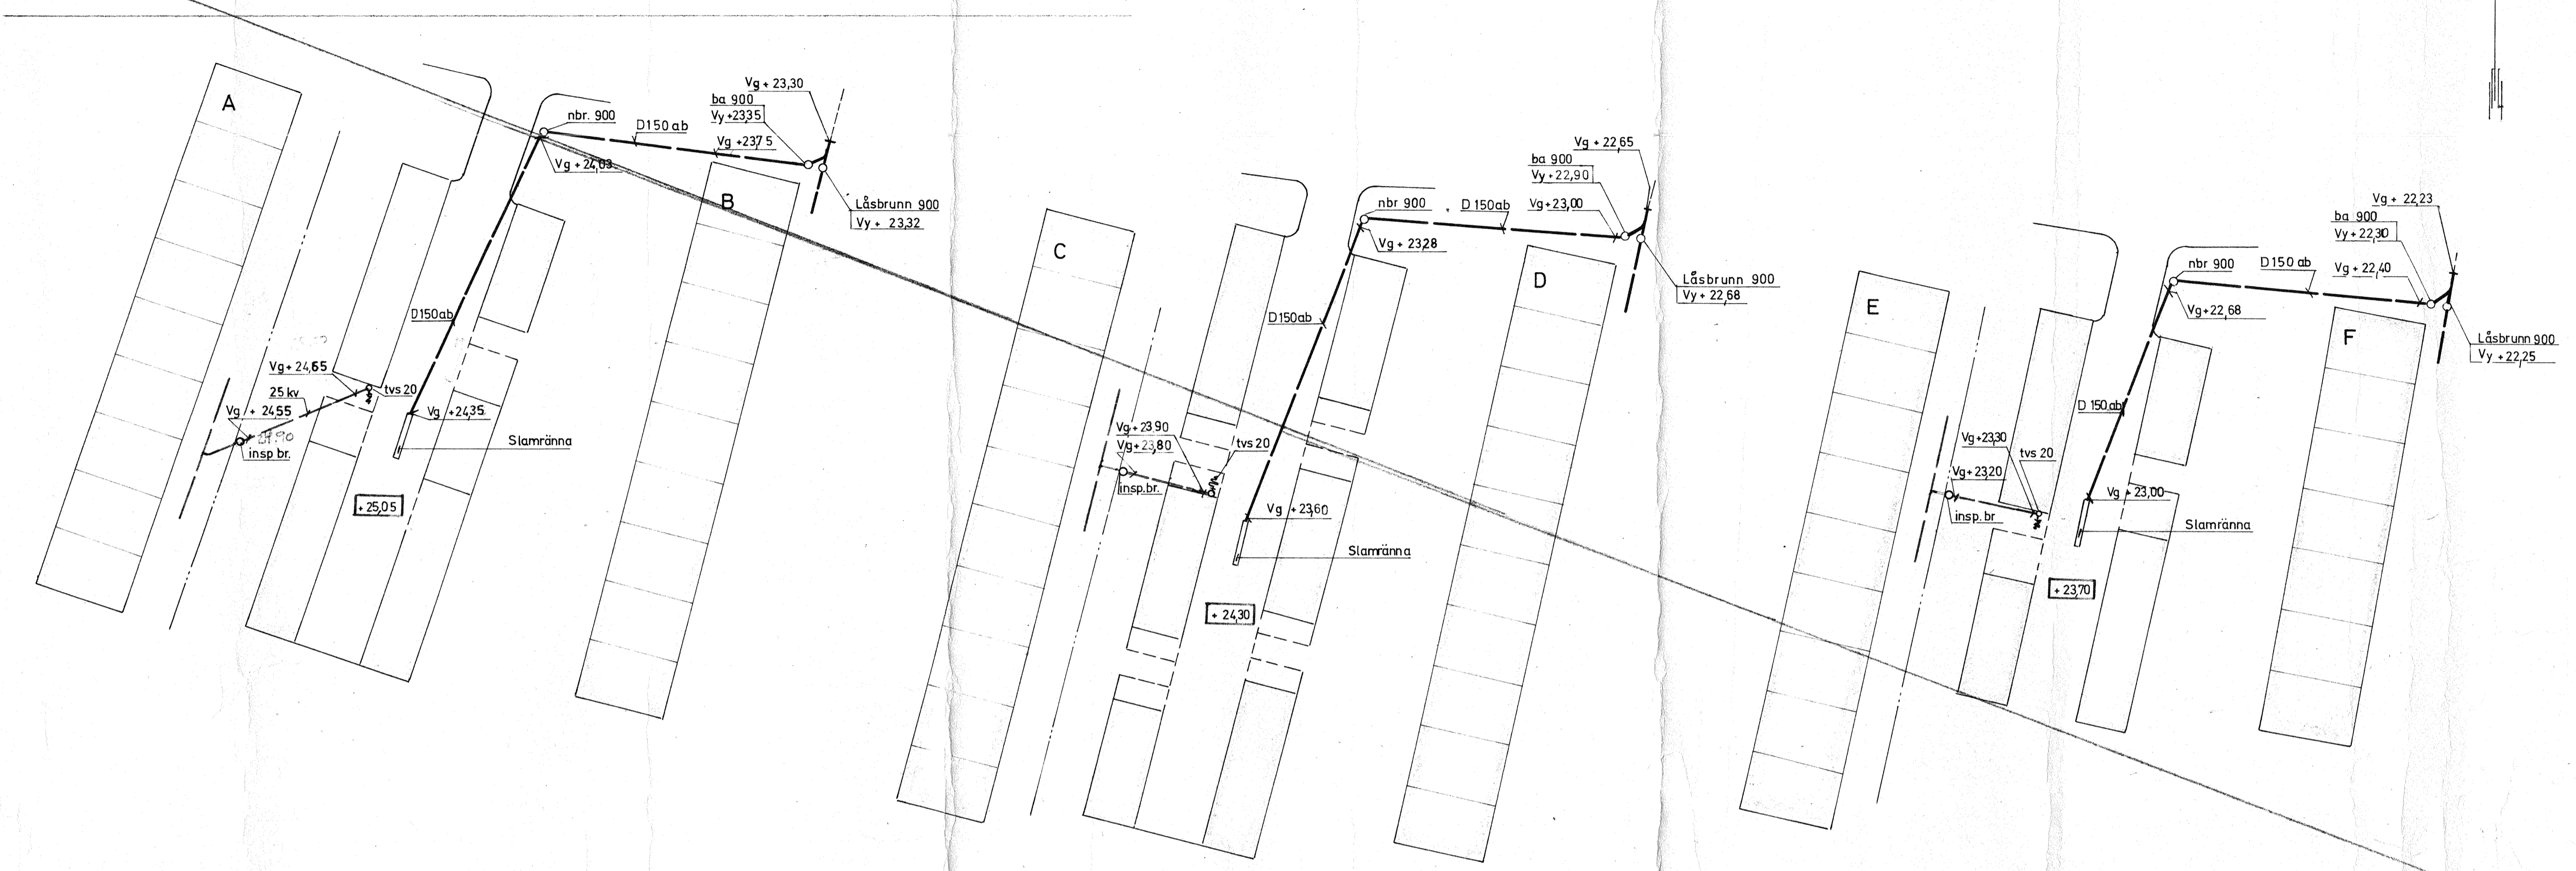 A
Vg + 23,30
ba 900
Vy +23,35
nbr. 900
D150 ab
Vg +23,75
Vg + 24,03
B
Låsbrunn 900
Vy + 23,32
D150ab
Vg + 24,65
tvs 20
25 kv
Vg + 24,55
insp br.
Vg +24,35
Slamränna
+ 25,05
C
Vg + 22,65
ba 900
Vy +22,90
nbr 900
D 150ab
Vg +23,00
Vg + 23,28
D
Låsbrunn 900
Vy + 22,68
D 150ab
Vg +23,90
Vg +23,80
tvs 20
insp.br.
Vg +23,60
Slamränna
+ 24,30
E
Vg + 22,23
ba 900
Vy +22,30
nbr 900
D 150 ab
Vg + 22,40
Vg+22,68
F
Låsbrunn 900
Vy +22,25
D 150 ab
Vg +23,30
tvs 20
Vg +23,20
insp.br
Vg +23,00
Slamränna
+ 23,70